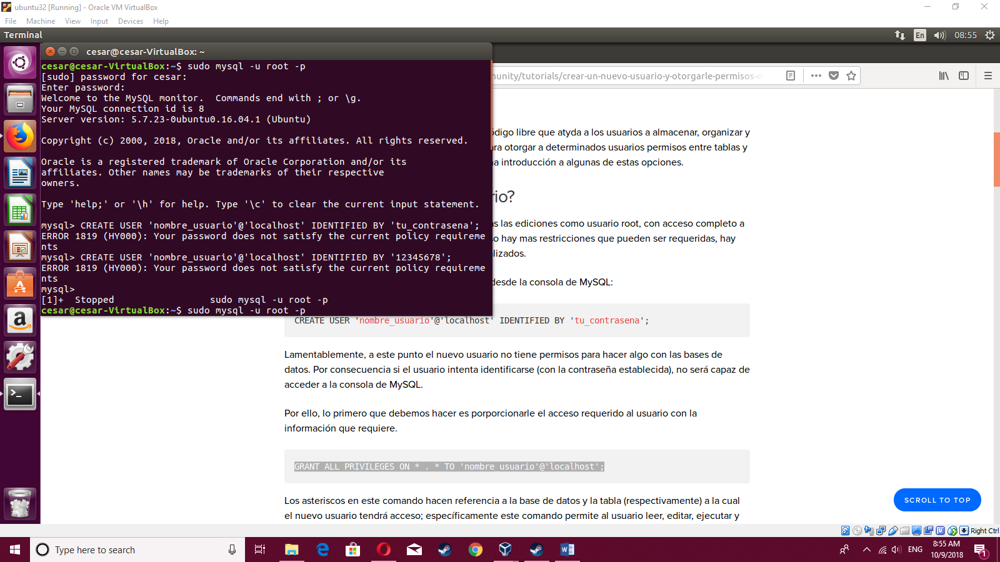 ubuntu32 [Running] - Oracle VM VirtualBox
File Machine View Input Devices Help
Terminal
En
08:55
cesar@cesar-VirtualBox: ~
cesar@cesar-VirtualBox:~$ sudo mysql -u root -p
[sudo] password for cesar:
Enter password:
Welcome to the MySQL monitor.  Commands end with ; or \g.
Your MySQL connection id is 8
Server version: 5.7.23-0ubuntu0.16.04.1 (Ubuntu)
Copyright (c) 2000, 2018, Oracle and/or its affiliates. All rights reserved.
Oracle is a registered trademark of Oracle Corporation and/or its
affiliates. Other names may be trademarks of their respective
owners.
Type 'help;' or '\h' for help. Type '\c' to clear the current input statement.
mysql> CREATE USER 'nombre_usuario'@'localhost' IDENTIFIED BY 'tu_contrasena';
ERROR 1819 (HY000): Your password does not satisfy the current policy requireme
nts
mysql> CREATE USER 'nombre_usuario'@'localhost' IDENTIFIED BY '12345678';
ERROR 1819 (HY000): Your password does not satisfy the current policy requireme
nts
mysql>
[1]+  Stopped                 sudo mysql -u root -p
cesar@cesar-VirtualBox:~$ sudo mysql -u root -p
munity/tutorials/crear-un-nuevo-usuario-y-otorgarle-permisos-e
ódigo libre que atyda a los usuarios a almacenar, organizar y
ra otorgar a determinados usuarios permisos entre tablas y
a introducción a algunas de estas opciones.
rio?
s las ediciones como usuario root, con acceso completo a
o hay mas restricciones que pueden ser requeridas, hay
lizados.
desde la consola de MySQL:
CREATE USER 'nombre_usuario'@'localhost' IDENTIFIED BY 'tu_contrasena';
Lamentablemente, a este punto el nuevo usuario no tiene permisos para hacer algo con las bases de
datos. Por consecuencia si el usuario intenta identificarse (con la contraseña establecida), no será capaz de
acceder a la consola de MySQL.
Por ello, lo primero que debemos hacer es porporcionarle el acceso requerido al usuario con la
información que requiere.
GRANT ALL PRIVILEGES ON * . * TO 'nombre_usuario'@'localhost';
Los asteriscos en este comando hacen referencia a la base de datos y la tabla (respectivamente) a la cual
el nuevo usuario tendrá acceso; específicamente este comando permite al usuario leer, editar, ejecutar y
SCROLL TO TOP
Right Ctrl
Type here to search
ENG
8:55 AM
10/9/2018
1